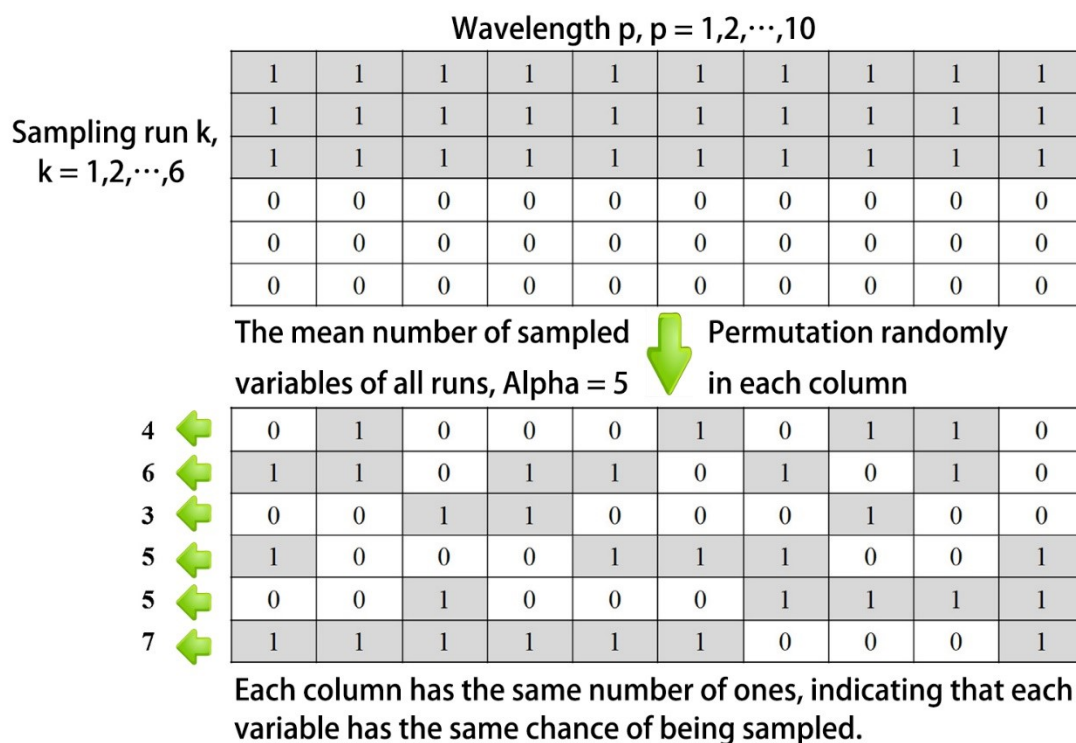 Wavelength p, p = 1,2,⋯,10
Sampling run k,
k = 1,2,⋯,6
1 1 1 1 1 1 1 1 1 1
1 1 1 1 1 1 1 1 1 1
1 1 1 1 1 1 1 1 1 1
0 0 0 0 0 0 0 0 0 0
0 0 0 0 0 0 0 0 0 0
0 0 0 0 0 0 0 0 0 0
The mean number of sampled
variables of all runs, Alpha = 5
Permutation randomly
in each column
4 0 1 0 0 0 1 0 1 1 0
6 1 1 0 1 1 0 1 0 1 0
3 0 0 1 1 0 0 0 1 0 0
5 1 0 0 0 1 1 1 0 0 1
5 0 0 1 0 0 0 1 1 1 1
7 1 1 1 1 1 1 0 0 0 1
Each column has the same number of ones, indicating that each
variable has the same chance of being sampled.